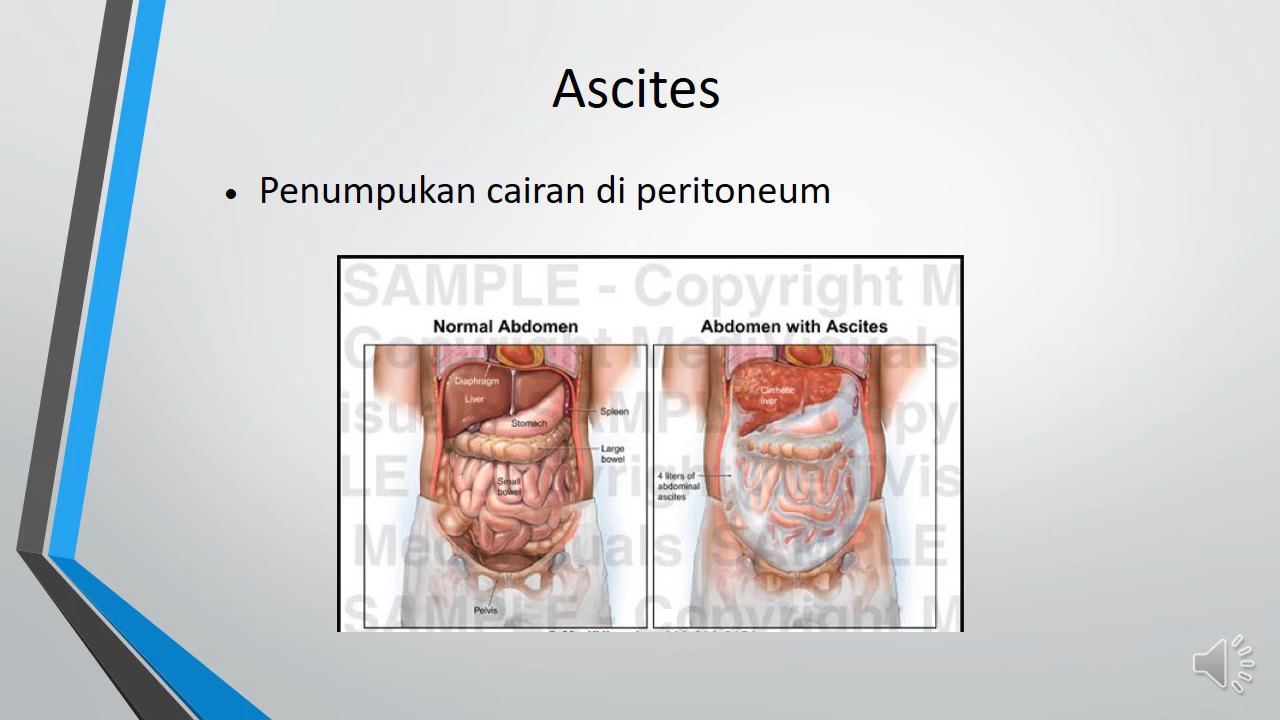 Ascites
• Penumpukan cairan di peritoneum
SAMPLE - Copyright M
Normal Abdomen
Abdomen with Ascites
Diaphragm
Liver
Stomach
Spleen
Large
bowel
Small
bowel
Pelvis
Cirrhotic
liver
4 liters of
abdominal
ascites